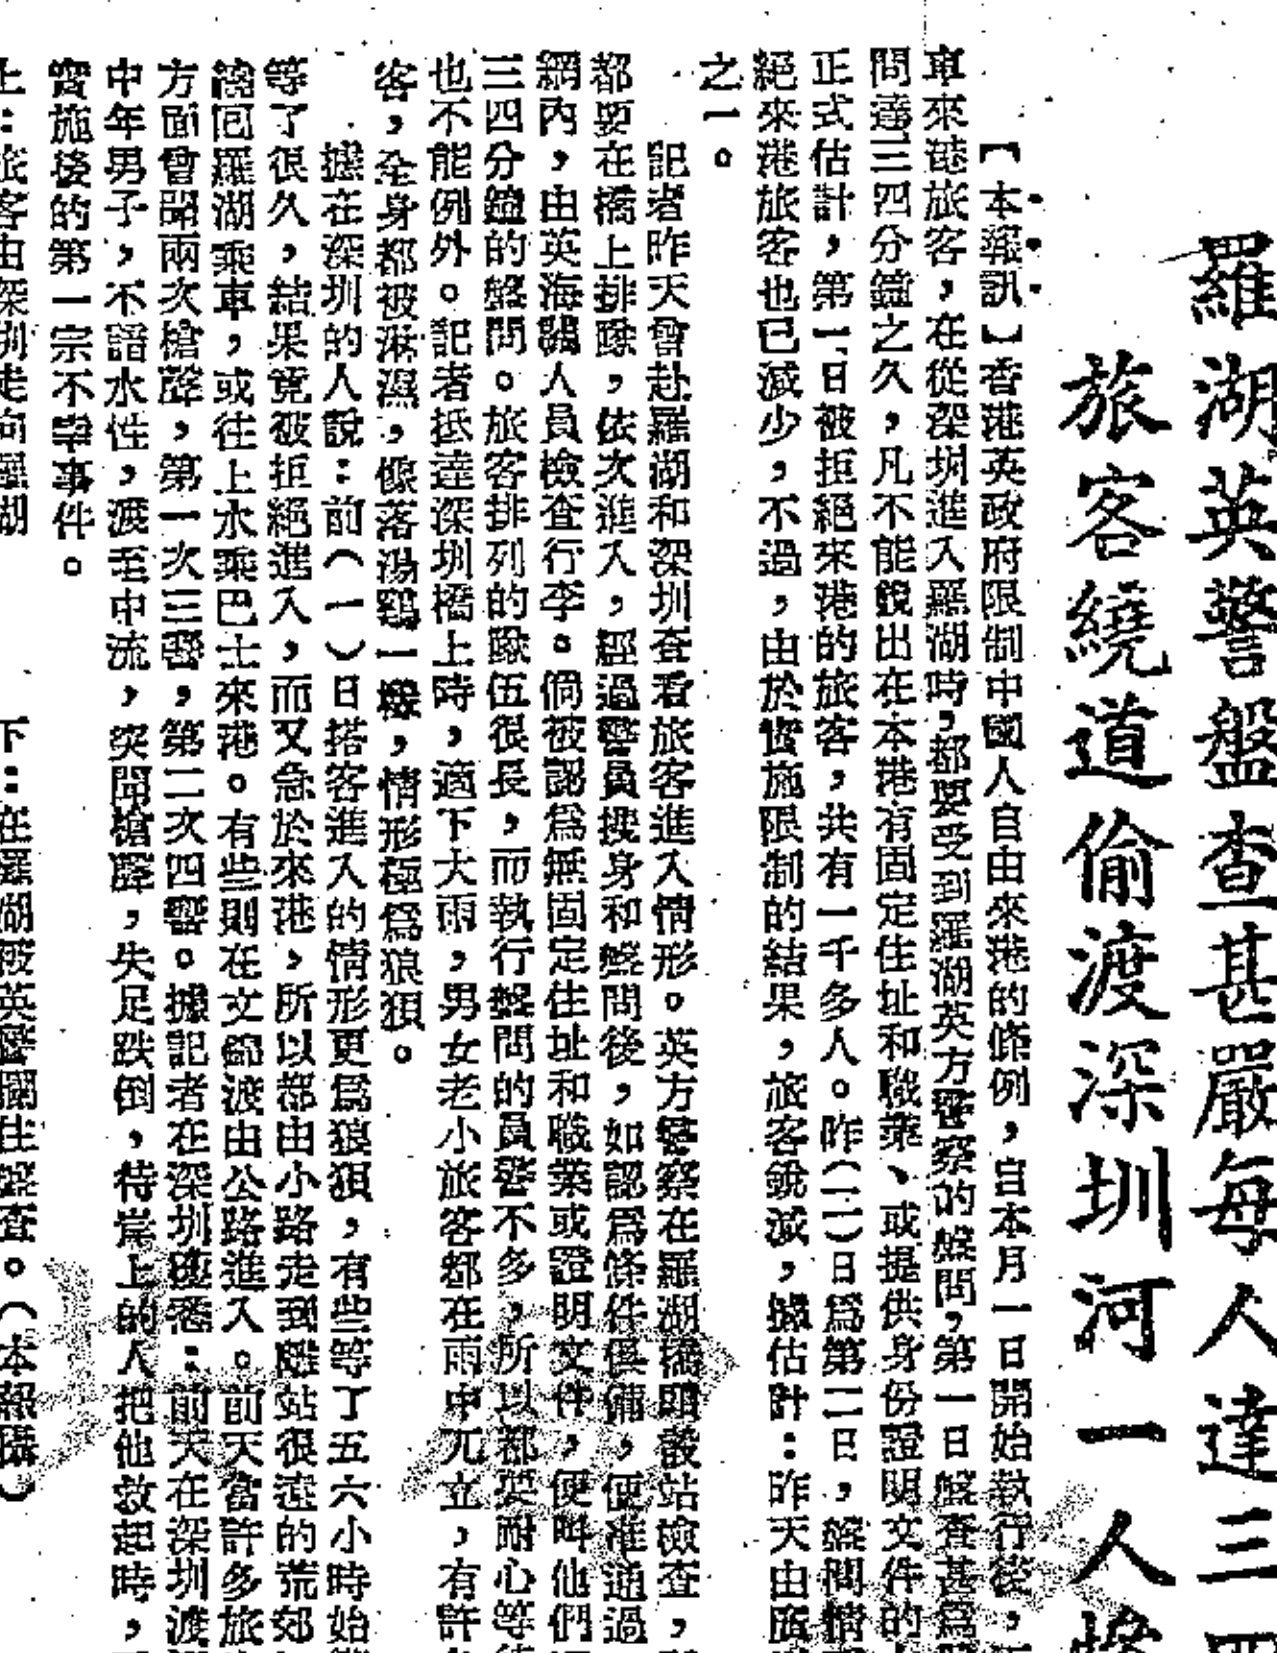 羅湖英警盤查甚嚴每人達三四
旅客繞道偷渡深圳河一人
【本報訊】香港英政府限制中國人自由來港的條例，自本月一日開始執行後，
車來港旅客，在從深圳進入羅湖時，都要受到羅湖英方警察的盤問，第一日盤查甚爲
問達三四分鐘之久，凡不能說出在本港有固定住址和職業、或提供身份證明文件的
正式估計，第一日被拒絕來港的旅客，共有一千多人。昨（二）日爲第二日，盤問情
絕來港旅客也已減少，不過，由於實施限制的結果，旅客銳減，據估計：昨天由廣
之一。
記者昨天曾赴羅湖和深圳查看旅客進入情形。英方警察在羅湖橋頭設站檢查，
都要在橋上排隊，依次進入，經過警員搜身和盤問後，如認爲條件俱備，便准通過
網內，由英海關人員檢查行李。倘被認爲無固定住址和職業或證明文件，便叫他們
三四分鐘的盤問。旅客排列的隊伍很長，而執行盤問的員警不多，所以都要耐心等
也不能例外。記者抵達深圳橋上時，適下大雨，男女老小旅客都在雨中兀立，有許
客，全身都被淋濕，像落湯鷄一樣，情形極爲狼狽。
據在深圳的人說：前（一）日搭客進入的情形更爲狼狽，有些等了五六小時始
等了很久，結果竟被拒絕進入，而又急於來港，所以都由小路走到離站很遠的荒郊
回羅湖乘車，或往上水乘巴士來港。有些則在文錦渡由公路進入。前天當許多旅
方面曾開兩次槍聲，第一次三響，第二次四響。據記者在深圳獲悉：前天在深圳渡
中年男子，不諳水性，渡至中流，突聞槍聲，失足跌倒，待岸上的人把他救起時，
實施後的第一宗不幸事件。
上：旅客由深圳走向羅湖
下：在羅湖被英警攔住盤查。（本報攝）